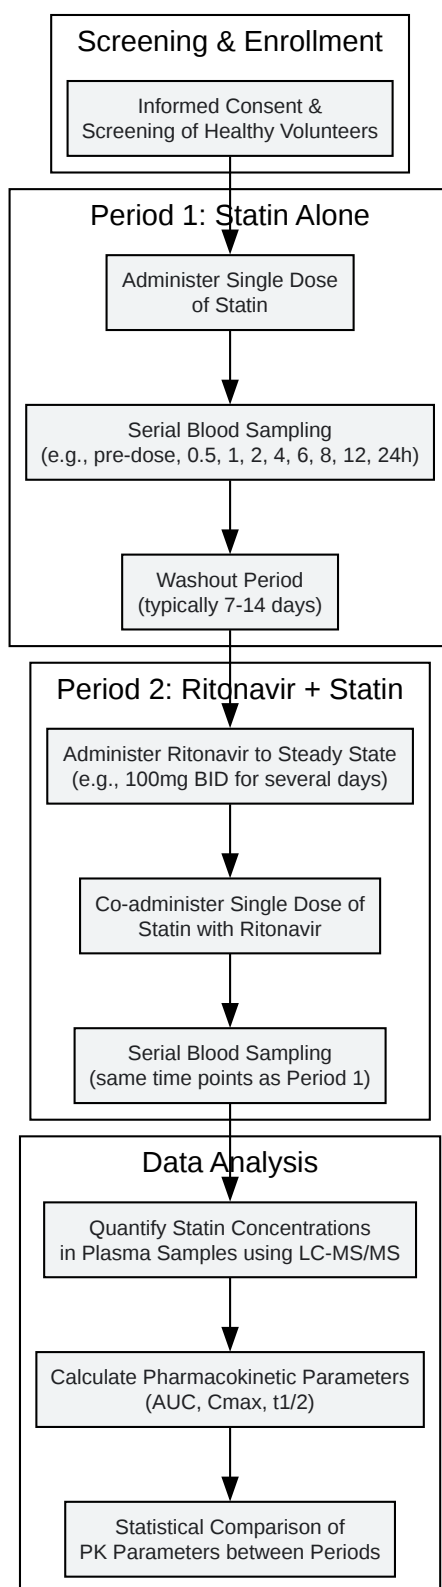 Screening & Enrollment
Informed Consent &
Screening of Healthy Volunteers
Period 1: Statin Alone
Administer Single Dose
of Statin
Serial Blood Sampling
(e.g., pre-dose, 0.5, 1, 2, 4, 6, 8, 12, 24h)
Washout Period
(typically 7-14 days)
Period 2: Ritonavir + Statin
Administer Ritonavir to Steady State
(e.g., 100mg BID for several days)
Co-administer Single Dose of
Statin with Ritonavir
Serial Blood Sampling
(same time points as Period 1)
Data Analysis
Quantify Statin Concentrations
in Plasma Samples using LC-MS/MS
Calculate Pharmacokinetic Parameters
(AUC, Cmax, t1/2)
Statistical Comparison of
PK Parameters between Periods